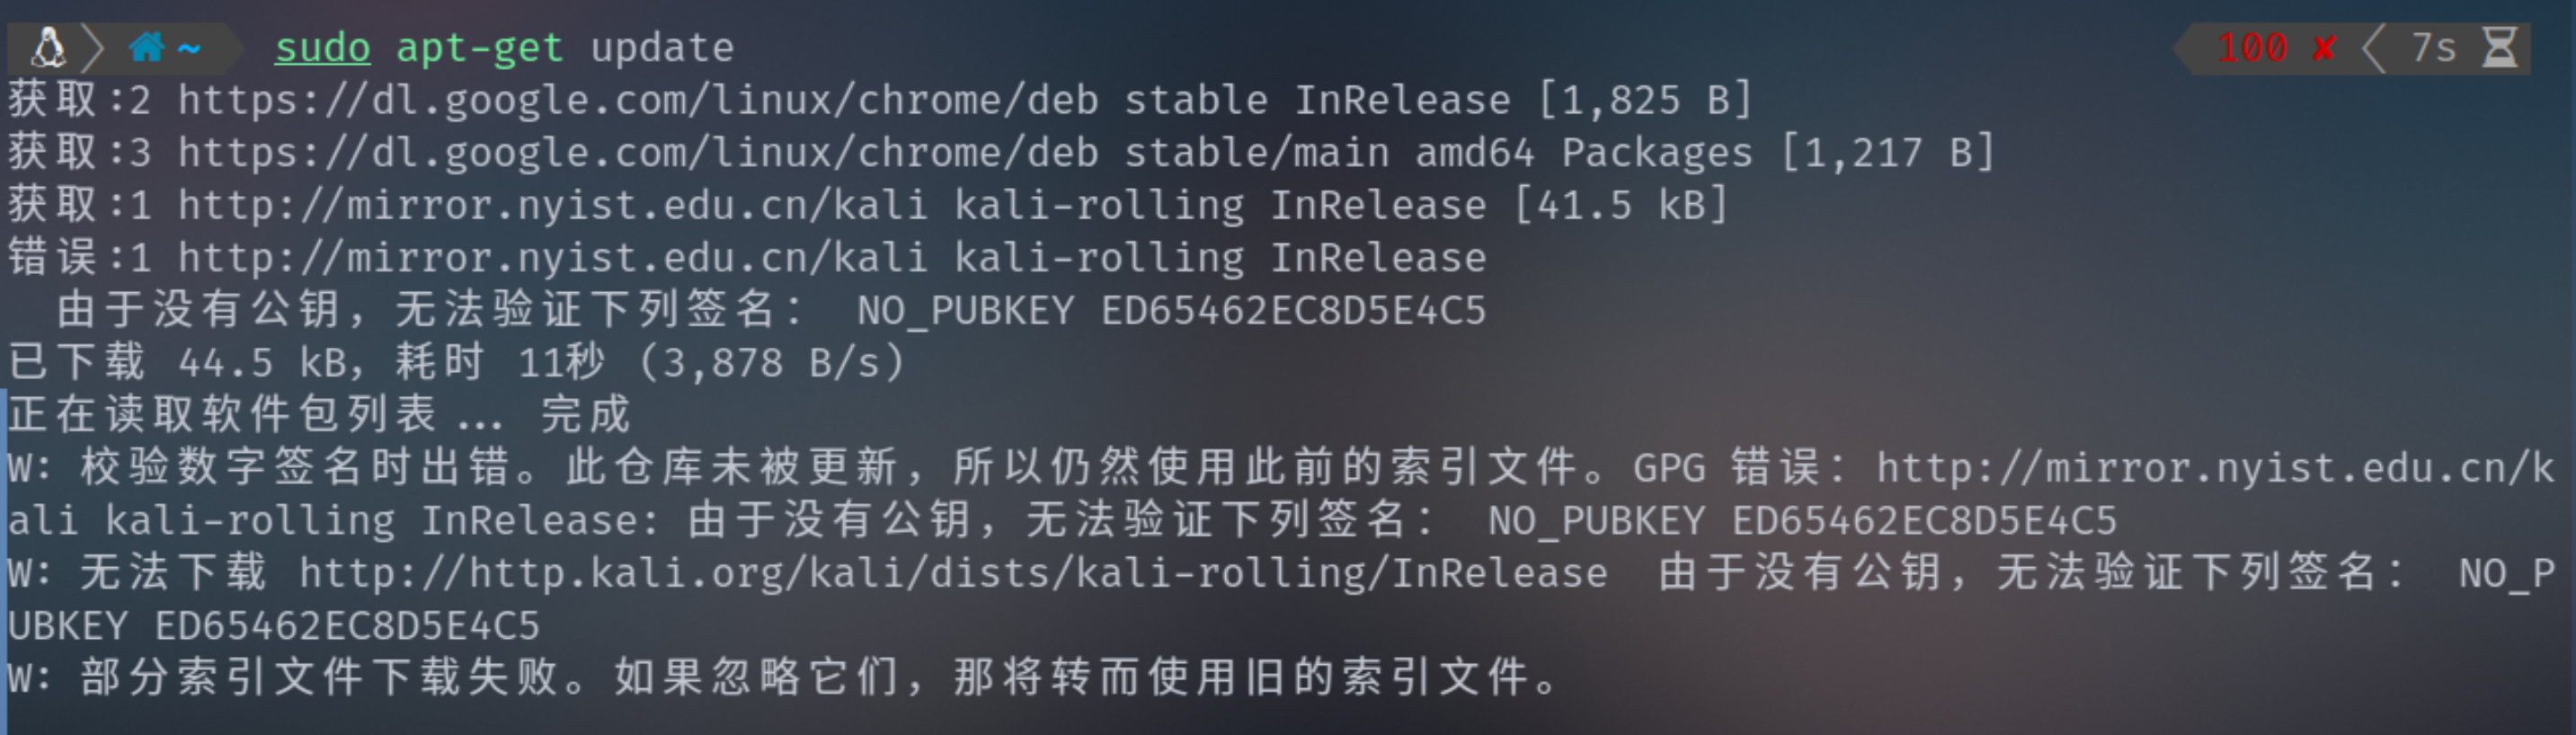 ~ sudo apt-get update 100 ✘ 7s
获取:2 https://dl.google.com/linux/chrome/deb stable InRelease [1,825 B]
获取:3 https://dl.google.com/linux/chrome/deb stable/main amd64 Packages [1,217 B]
获取:1 http://mirror.nyist.edu.cn/kali kali-rolling InRelease [41.5 kB]
错误:1 http://mirror.nyist.edu.cn/kali kali-rolling InRelease
由于没有公钥，无法验证下列签名： NO_PUBKEY ED65462EC8D5E4C5
已下载 44.5 kB，耗时 11秒 (3,878 B/s)
正在读取软件包列表... 完成
W: 校验数字签名时出错。此仓库未被更新，所以仍然使用此前的索引文件。GPG 错误：http://mirror.nyist.edu.cn/k
ali kali-rolling InRelease: 由于没有公钥，无法验证下列签名： NO_PUBKEY ED65462EC8D5E4C5
W: 无法下载 http://http.kali.org/kali/dists/kali-rolling/InRelease 由于没有公钥，无法验证下列签名： NO_P
UBKEY ED65462EC8D5E4C5
W: 部分索引文件下载失败。如果忽略它们，那将转而使用旧的索引文件。